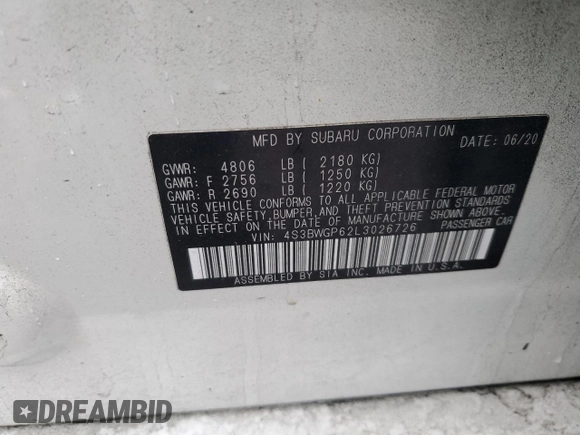 MFD BY SUBARU CORPORATION DATE: 06/20
GVWR: 4806 LB ( 2180 KG)
GAWR: F 2756 LB ( 1250 KG)
GAWR: R 2690 LB ( 1220 KG)
THIS VEHICLE CONFORMS TO ALL APPLICABLE FEDERAL MOTOR
VEHICLE SAFETY,BUMPER,AND THEFT PREVENTION STANDARDS
IN EFFECT ON THE DATE OF MANUFACTURE SHOWN ABOVE.
VIN: 4S3BWGP62L3026726 PASSENGER CAR
ASSEMBLED BY SIA INC. MADE IN U.S.A.
DREAMBID